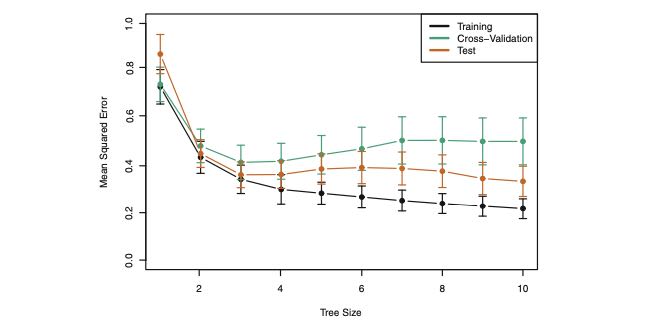 Training
Cross−Validation
Test
Mean Squared Error
1.0
0.8
0.6
0.4
0.2
0.0
2 4 6 8 10
Tree Size